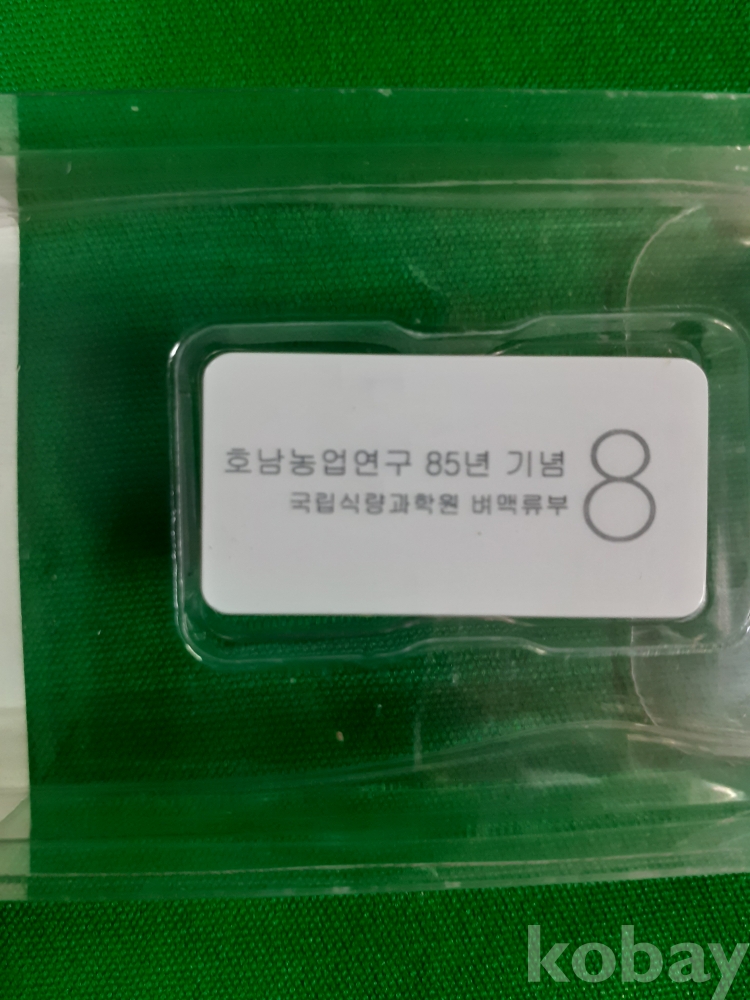 호남농업연구 85년 기념
국립식량과학원 벼맥류부
8
kobay